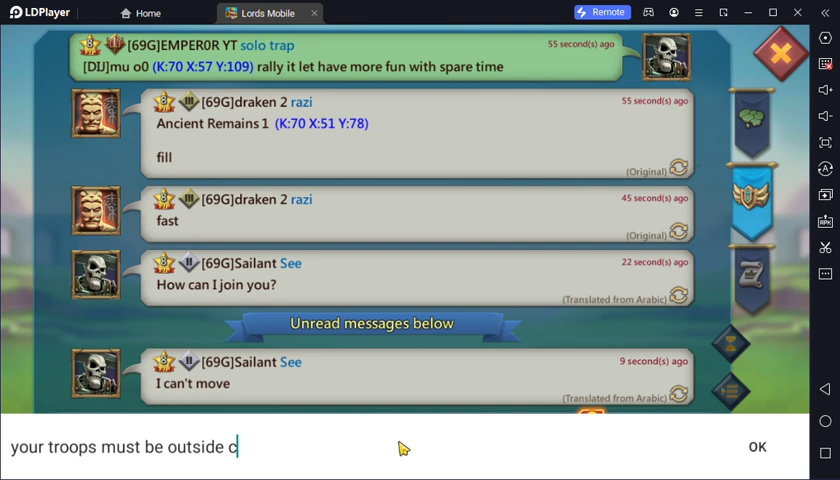 LDPlayer
Home
Lords Mobile
Remote
[69G]EMPER0R YT solo trap
55 second(s) ago
[DIJ]mu o0 (K:70 X:57 Y:109) rally it let have more fun with spare time
[69G]draken 2 razi
55 second(s) ago
Ancient Remains 1 (K:70 X:51 Y:78)
fill
(Original)
[69G]draken 2 razi
45 second(s) ago
fast
(Original)
[69G]Sailant See
22 second(s) ago
How can I join you?
(Translated from Arabic)
Unread messages below
[69G]Sailant See
9 second(s) ago
I can't move
(Translated from Arabic)
your troops must be outside c
OK